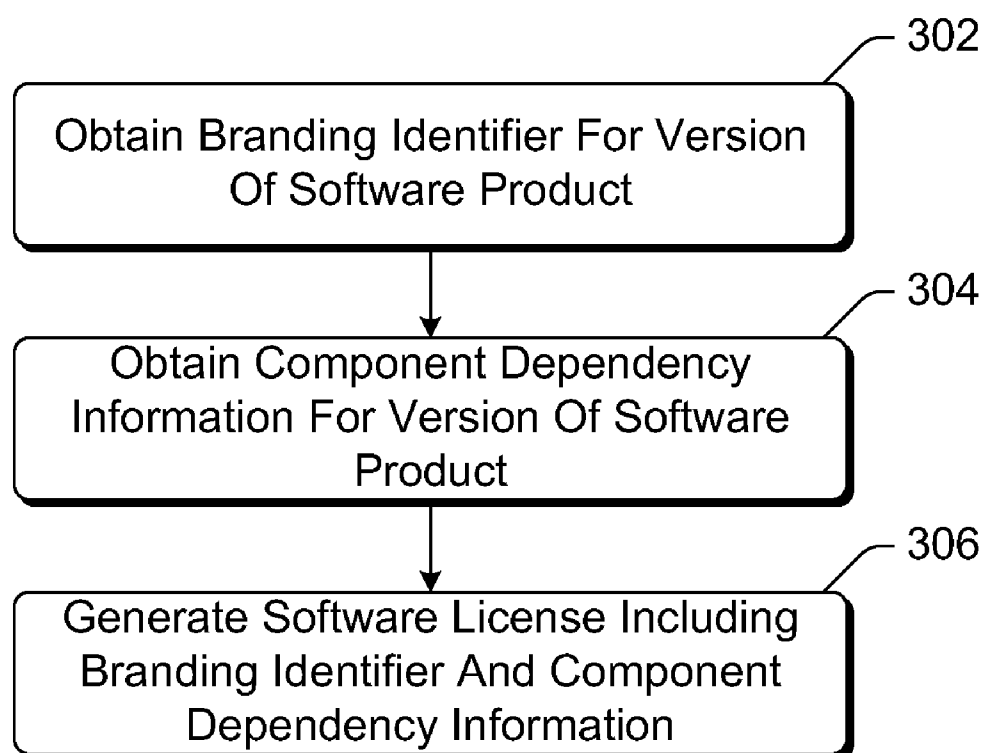 302
Obtain Branding Identifier For Version
Of Software Product
304
Obtain Component Dependency
Information For Version Of Software
Product
306
Generate Software License Including
Branding Identifier And Component
Dependency Information